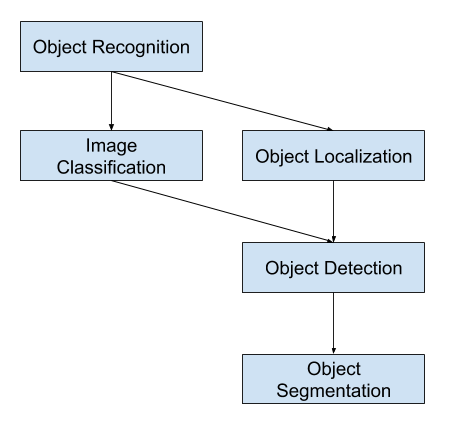 Object Recognition
Image
Classification
Object Localization
Object Detection
Object
Segmentation